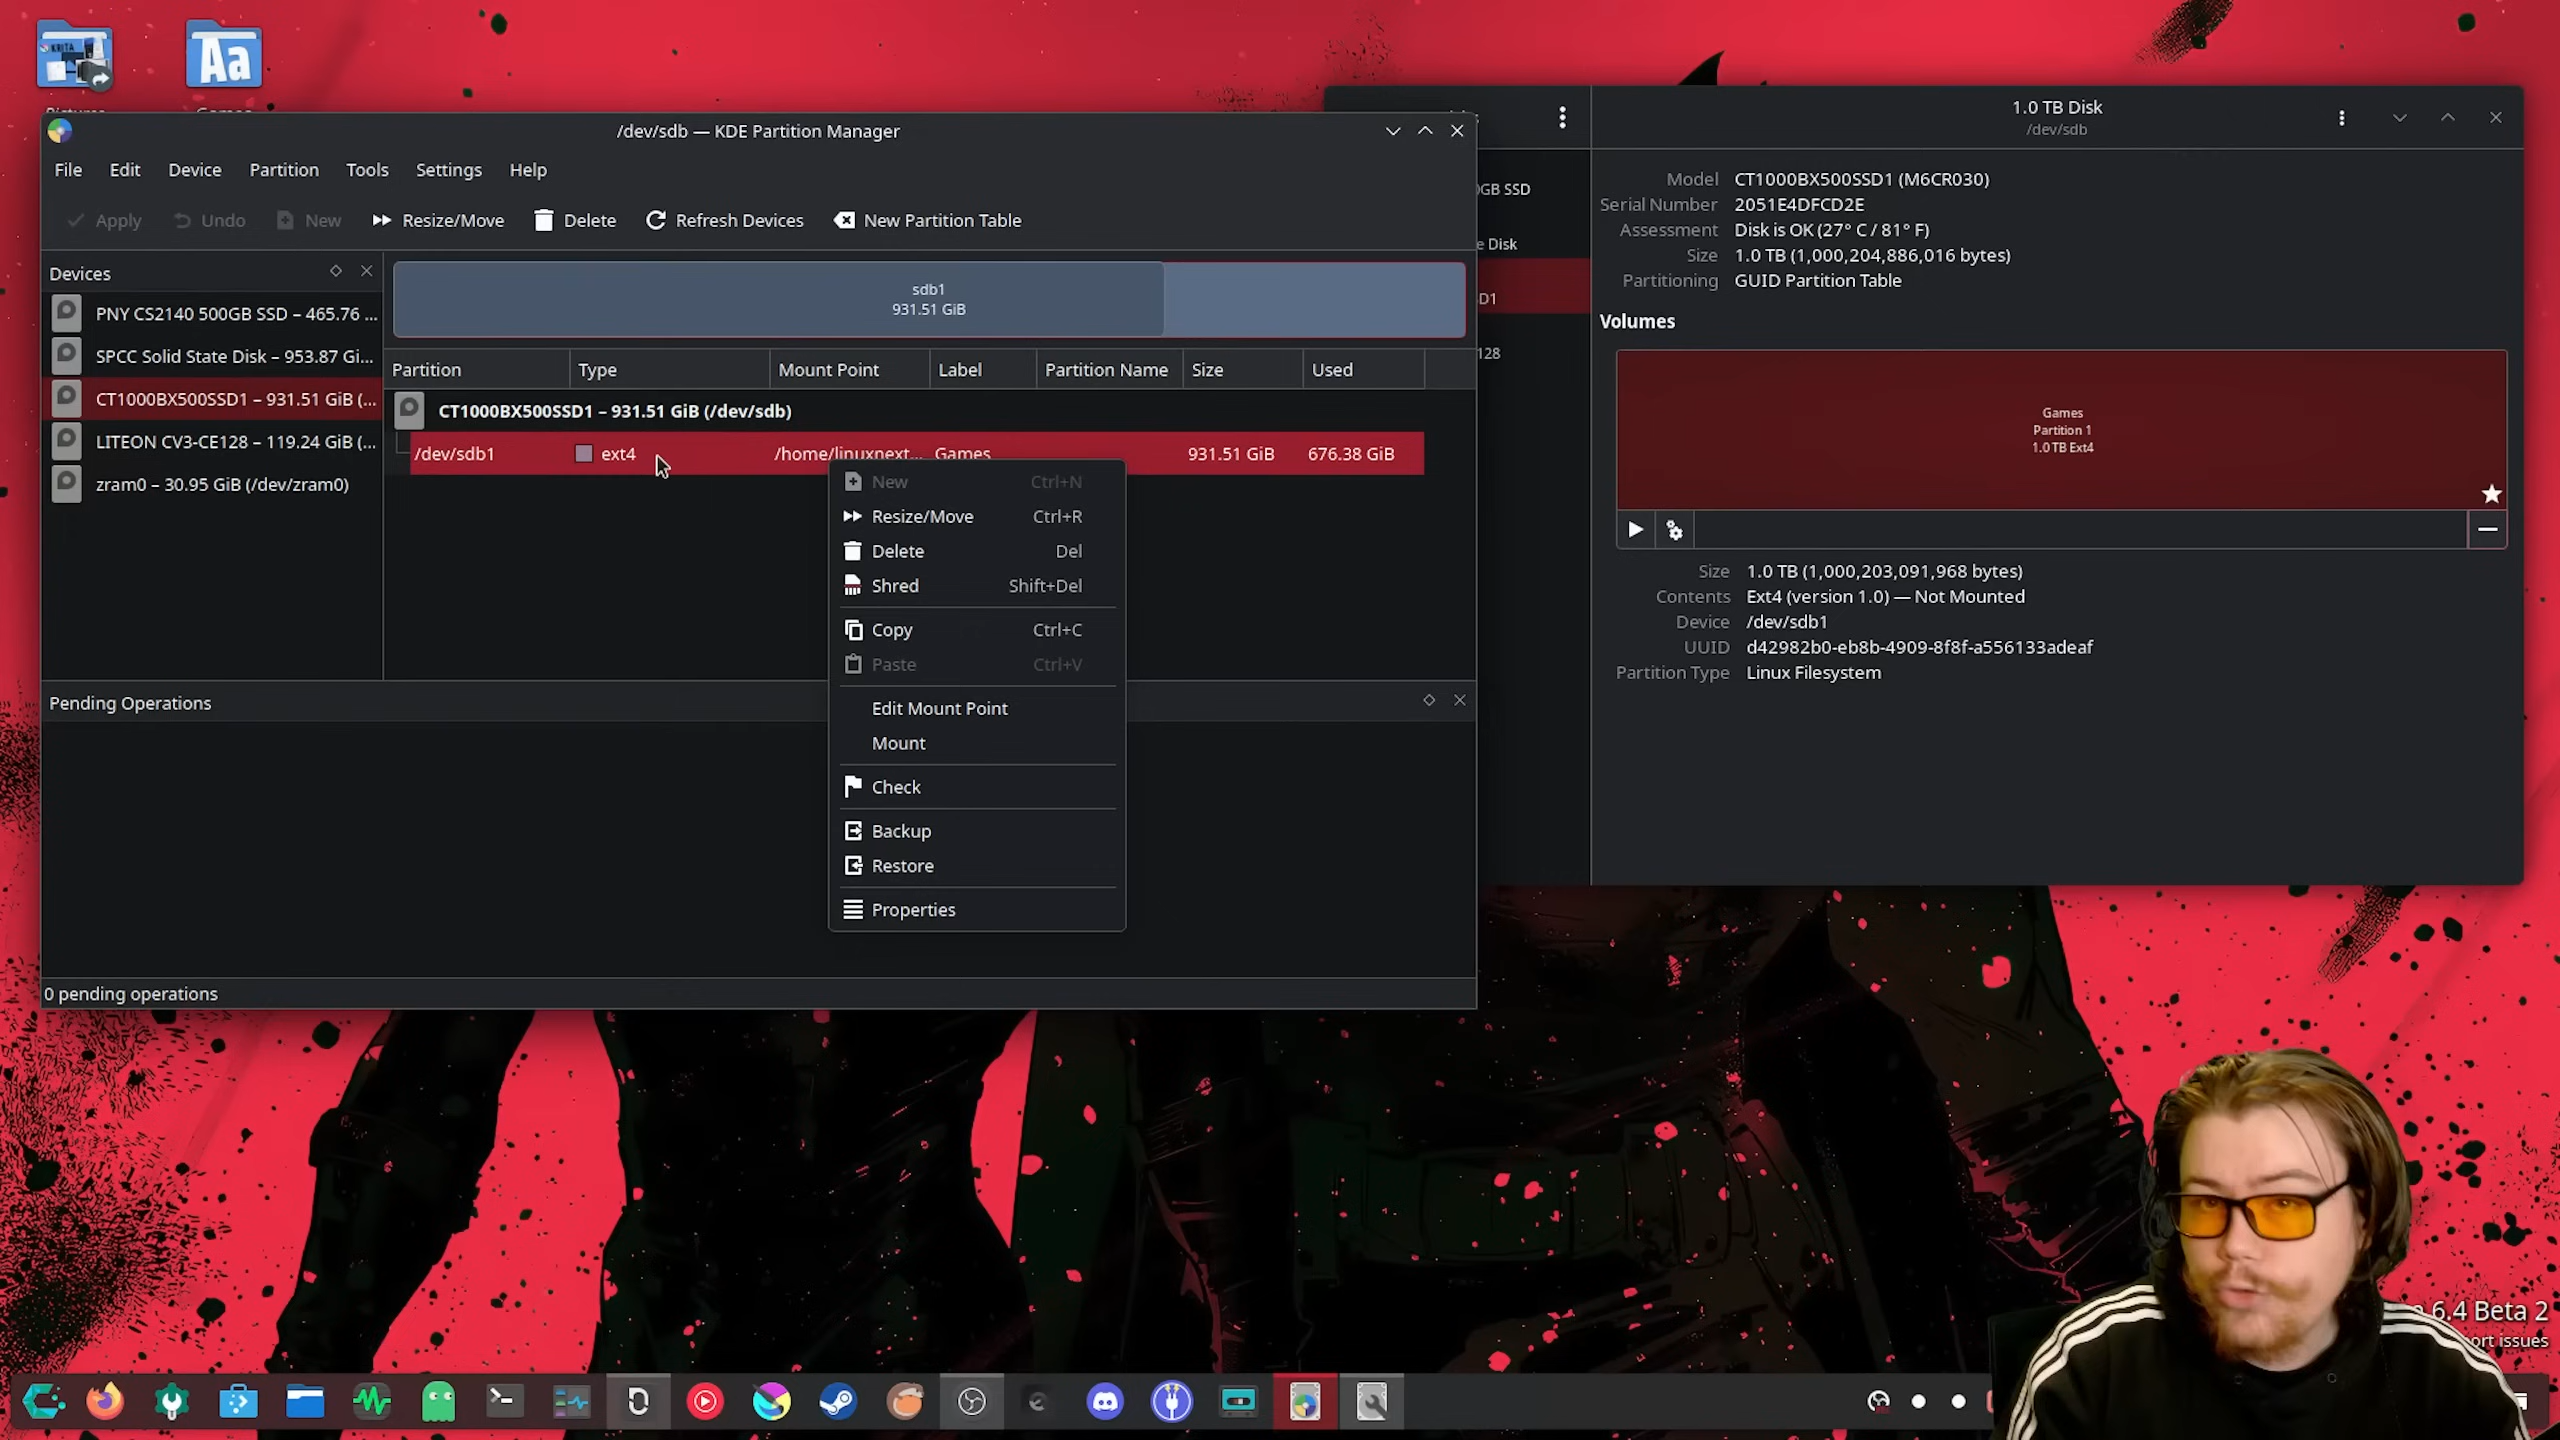 Aa
/dev/sdb — KDE Partition Manager
File Edit Device Partition Tools Settings Help
Apply Undo New Resize/Move Delete Refresh Devices New Partition Table
Devices
PNY CS2140 500GB SSD – 465.76 ...
SPCC Solid State Disk – 953.87 Gi...
CT1000BX500SSD1 – 931.51 GiB (...
LITEON CV3-CE128 – 119.24 GiB (...
zram0 – 30.95 GiB (/dev/zram0)
sdb1
931.51 GiB
Partition Type Mount Point Label Partition Name Size Used
CT1000BX500SSD1 – 931.51 GiB (/dev/sdb)
/dev/sdb1 ext4 /home/linuxnext... Games 931.51 GiB 676.38 GiB
New Ctrl+N
Resize/Move Ctrl+R
Delete Del
Shred Shift+Del
Copy Ctrl+C
Paste Ctrl+V
Edit Mount Point
Mount
Check
Backup
Restore
Properties
Pending Operations
0 pending operations
GB SSD
e Disk
D1
128
1.0 TB Disk
/dev/sdb
Model CT1000BX500SSD1 (M6CR030)
Serial Number 2051E4DFCD2E
Assessment Disk is OK (27° C / 81° F)
Size 1.0 TB (1,000,204,886,016 bytes)
Partitioning GUID Partition Table
Volumes
Games
Partition 1
1.0 TB Ext4
Size 1.0 TB (1,000,203,091,968 bytes)
Contents Ext4 (version 1.0) — Not Mounted
Device /dev/sdb1
UUID d42982b0-eb8b-4909-8f8f-a556133adeaf
Partition Type Linux Filesystem
6.4 Beta 2
ort issues